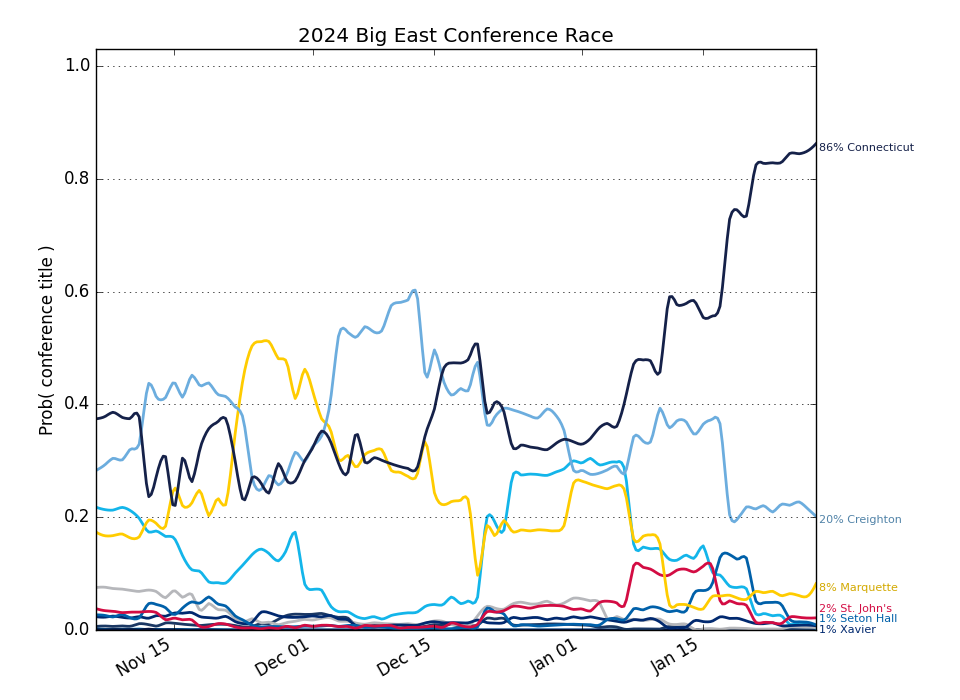 2024 Big East Conference Race
Prob( conference title )
1.0
0.8
0.6
0.4
0.2
0.0
86% Connecticut
20% Creighton
8% Marquette
2% St. John's
1% Seton Hall
1% Xavier
Nov 15
Dec 01
Dec 15
Jan 01
Jan 15